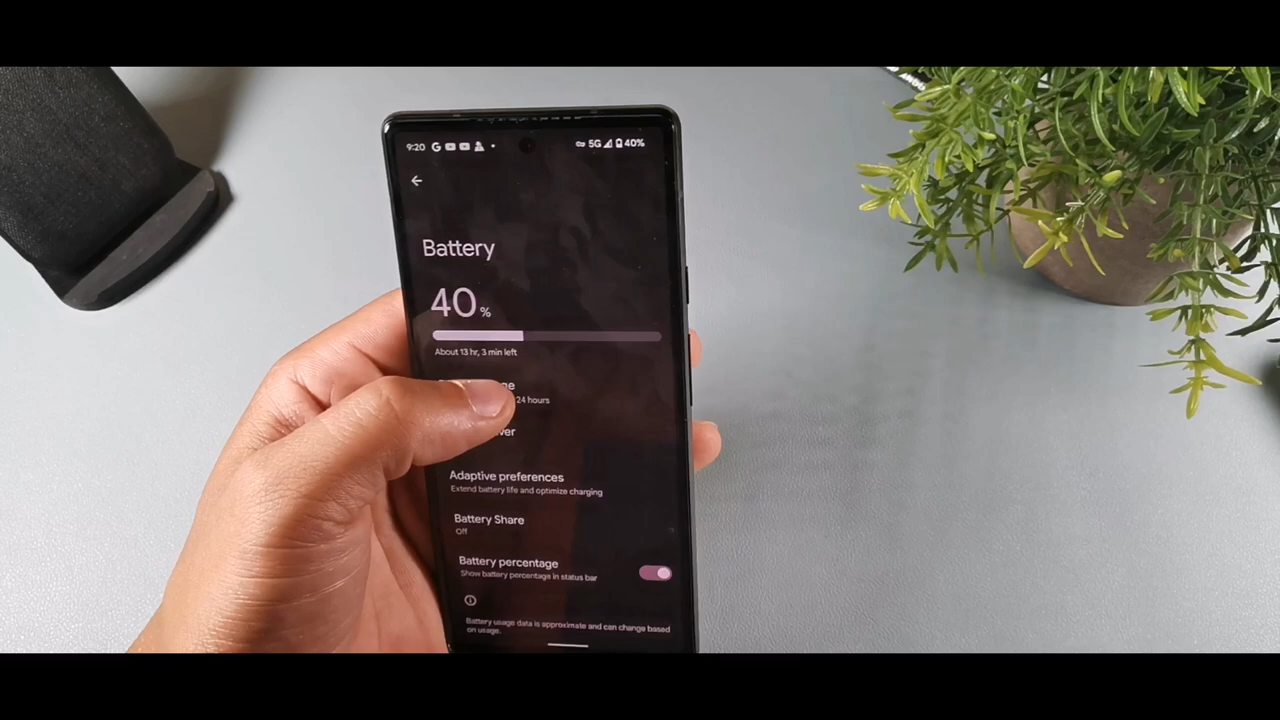 9:20 G 5G 40%
Battery
40%
About 13 hr, 3 min left
24 hours
Adaptive preferences
Extend battery life and optimize charging
Battery Share
Off
Battery percentage
Show battery percentage in status bar
Battery usage data is approximate and can change based
on usage.